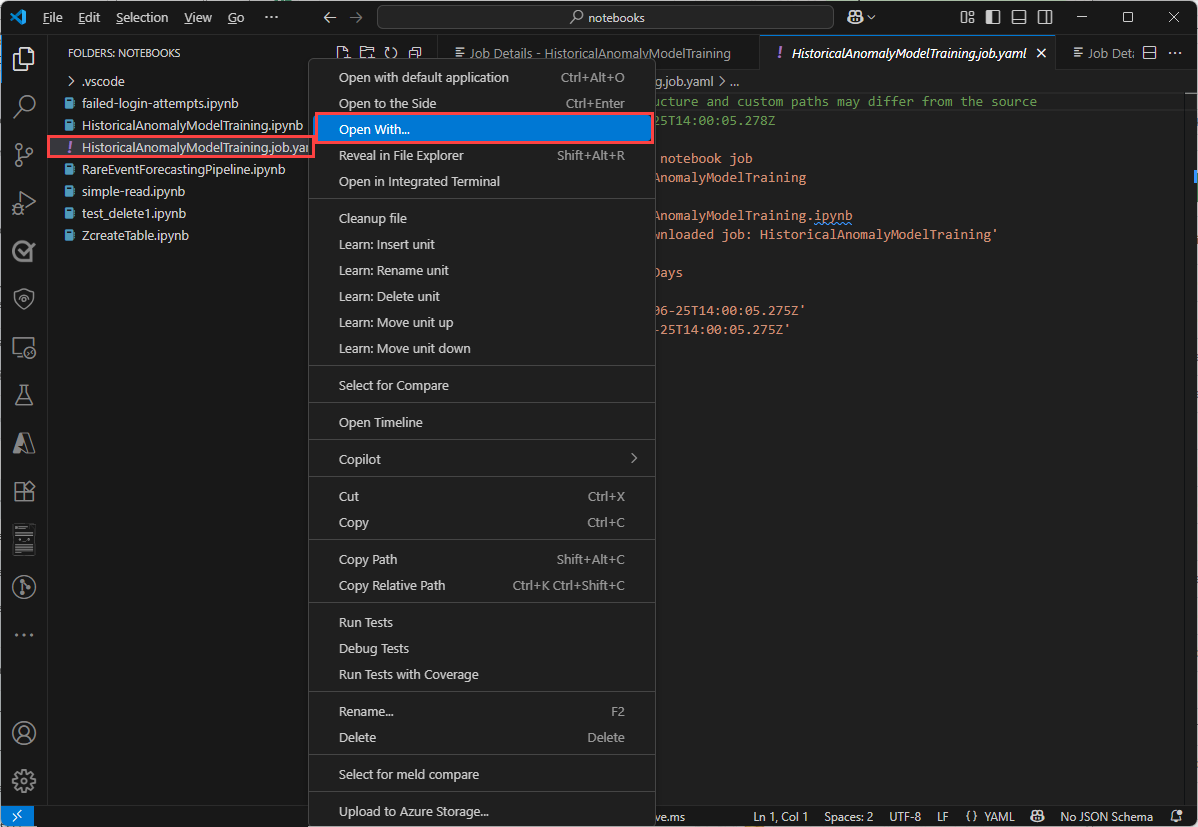 File Edit Selection View Go ··· notebooks
FOLDERS: NOTEBOOKS
.vscode
failed-login-attempts.ipynb
HistoricalAnomalyModelTraining.ipynb
HistoricalAnomalyModelTraining.job.yar
RareEventForecastingPipeline.ipynb
simple-read.ipynb
test_delete1.ipynb
ZcreateTable.ipynb
Job Details - HistoricalAnomalyModelTraining
! HistoricalAnomalyModelTraining.job.yaml
Job Deta
g.job.yaml > ...
ucture and custom paths may differ from the source
25T14:00:05.278Z
notebook job
AnomalyModelTraining
AnomalyModelTraining.ipynb
wnloaded job: HistoricalAnomalyModelTraining'
Days
06-25T14:00:05.275Z'
-25T14:00:05.275Z'
Open with default application Ctrl+Alt+O
Open to the Side Ctrl+Enter
Open With...
Reveal in File Explorer Shift+Alt+R
Open in Integrated Terminal
Cleanup file
Learn: Insert unit
Learn: Rename unit
Learn: Delete unit
Learn: Move unit up
Learn: Move unit down
Select for Compare
Open Timeline
Copilot
Cut Ctrl+X
Copy Ctrl+C
Copy Path Shift+Alt+C
Copy Relative Path Ctrl+K Ctrl+Shift+C
Run Tests
Debug Tests
Run Tests with Coverage
Rename... F2
Delete Delete
Select for meld compare
Upload to Azure Storage...
ve.ms Ln 1, Col 1 Spaces: 2 UTF-8 LF {} YAML No JSON Schema